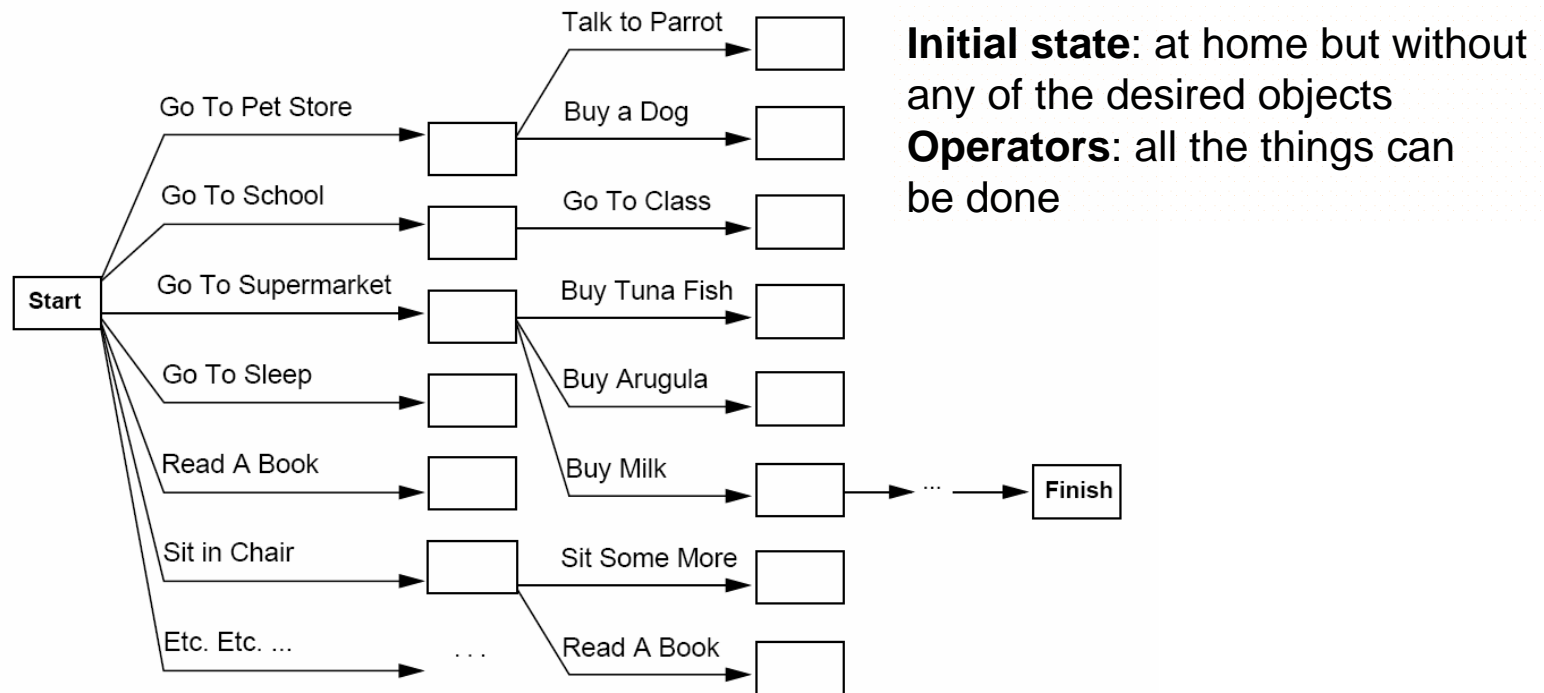 Talk to Parrot
Initial state: at home but without
any of the desired objects
Operators: all the things can
be done
Go To Pet Store
Buy a Dog
Go To School
Go To Class
Start
Go To Supermarket
Buy Tuna Fish
Go To Sleep
Buy Arugula
Read A Book
Buy Milk
...
Finish
Sit in Chair
Sit Some More
Etc. Etc. ...
. . .
Read A Book